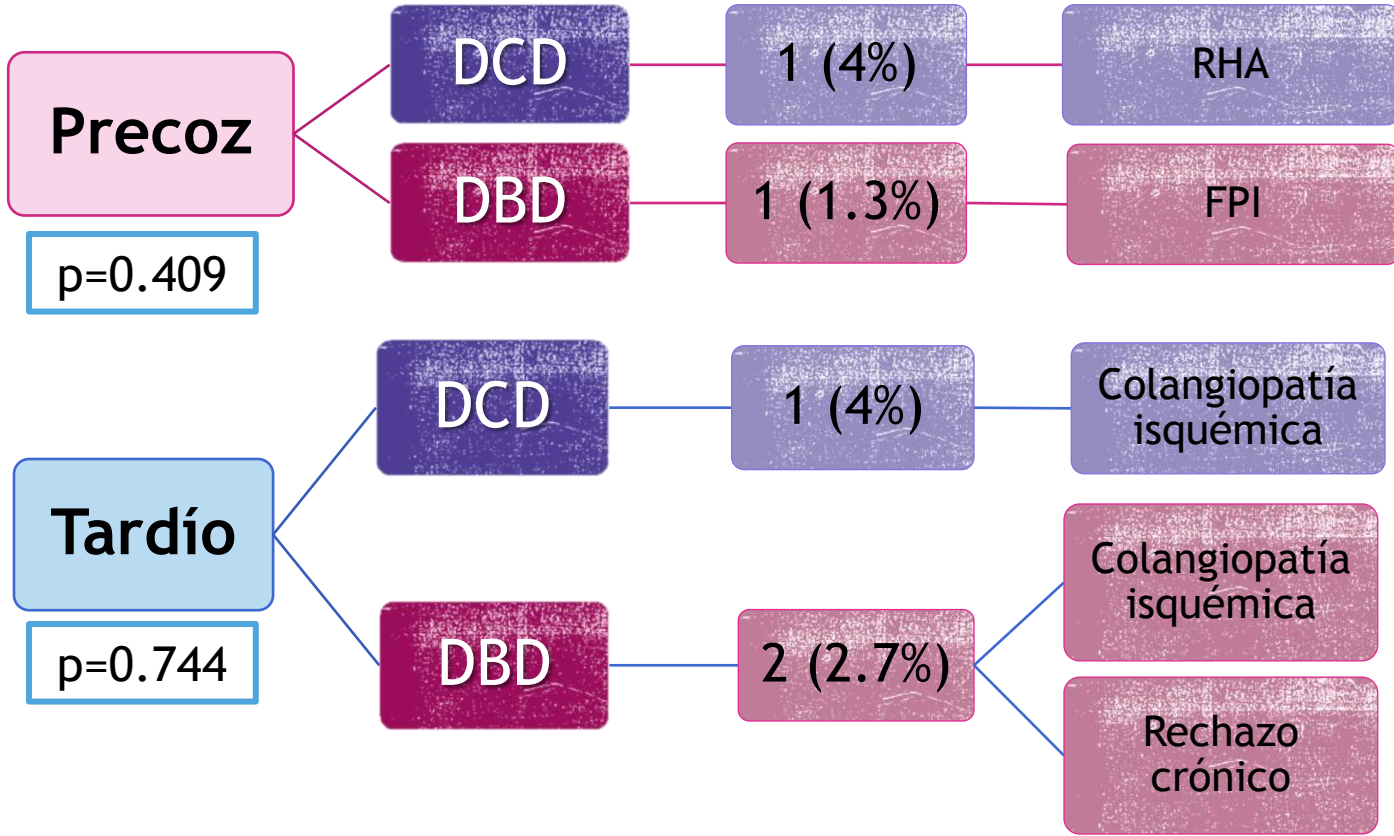 Precoz
p=0.409
DCD
1 (4%)
RHA
DBD
1 (1.3%)
FPI
Tardío
p=0.744
DCD
1 (4%)
Colangiopatía
isquémica
DBD
2 (2.7%)
Colangiopatía
isquémica
Rechazo
crónico